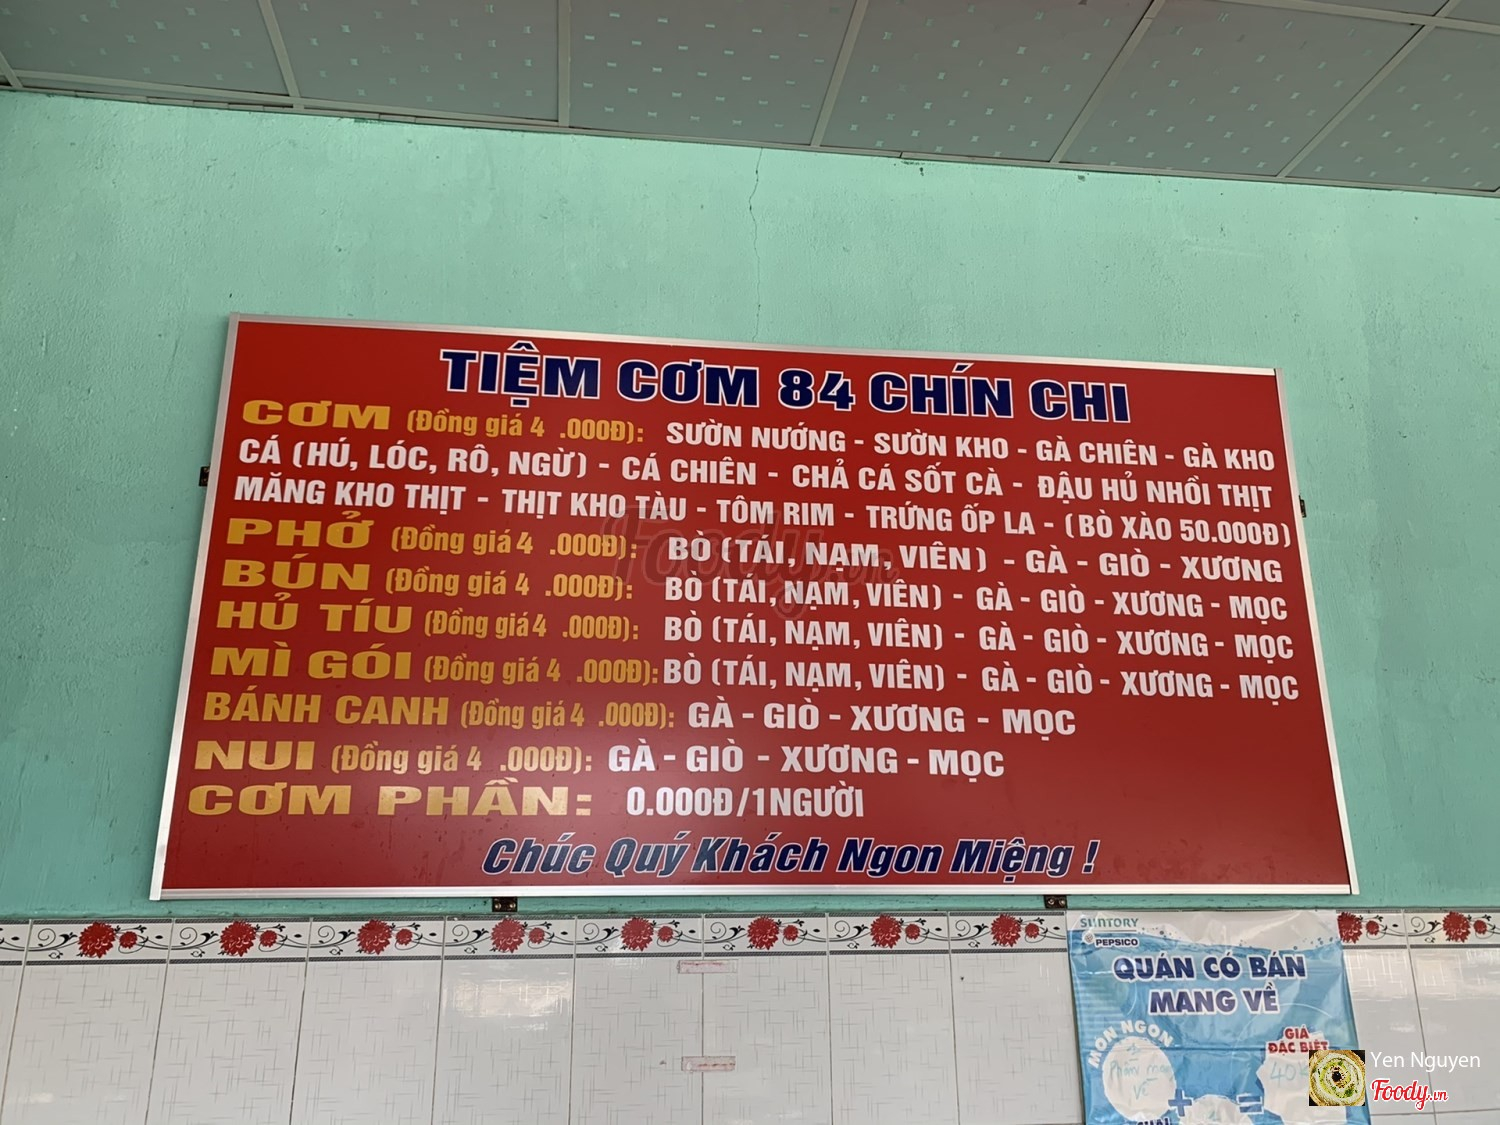 TIỆM CƠM 84 CHÍN CHI
CƠM (Đồng giá 4 .000Đ): SƯỜN NƯỚNG - SƯỜN KHO - GÀ CHIÊN - GÀ KHO
CÁ (HÚ, LÓC, RÔ, NGỪ) - CÁ CHIÊN - CHẢ CÁ SỐT CÀ - ĐẬU HỦ NHỒI THỊT
MĂNG KHO THỊT - THỊT KHO TÀU - TÔM RIM - TRỨNG ỐP LA - (BÒ XÀO 50.000Đ)
PHỞ (Đồng giá 4 .000Đ): BÒ (TÁI, NẠM, VIÊN) - GÀ - GIÒ - XƯƠNG
BÚN (Đồng giá 4 .000Đ): BÒ (TÁI, NẠM, VIÊN) - GÀ - GIÒ - XƯƠNG - MỌC
HỦ TÍU (Đồng giá 4 .000Đ): BÒ (TÁI, NẠM, VIÊN) - GÀ - GIÒ - XƯƠNG - MỌC
MÌ GÓI (Đồng giá 4 .000Đ): BÒ (TÁI, NẠM, VIÊN) - GÀ - GIÒ - XƯƠNG - MỌC
BÁNH CANH (Đồng giá 4 .000Đ): GÀ - GIÒ - XƯƠNG - MỌC
NUI (Đồng giá 4 .000Đ): GÀ - GIÒ - XƯƠNG - MỌC
CƠM PHẦN: 0.000Đ/1NGƯỜI
Chúc Quý Khách Ngon Miệng !
Foody.vn
SUNTORY
PEPSICO
QUÁN CÓ BÁN
MANG VỀ
MÓN NGON
GIÁ
ĐẶC BIỆT
Yen Nguyen
Foody.vn